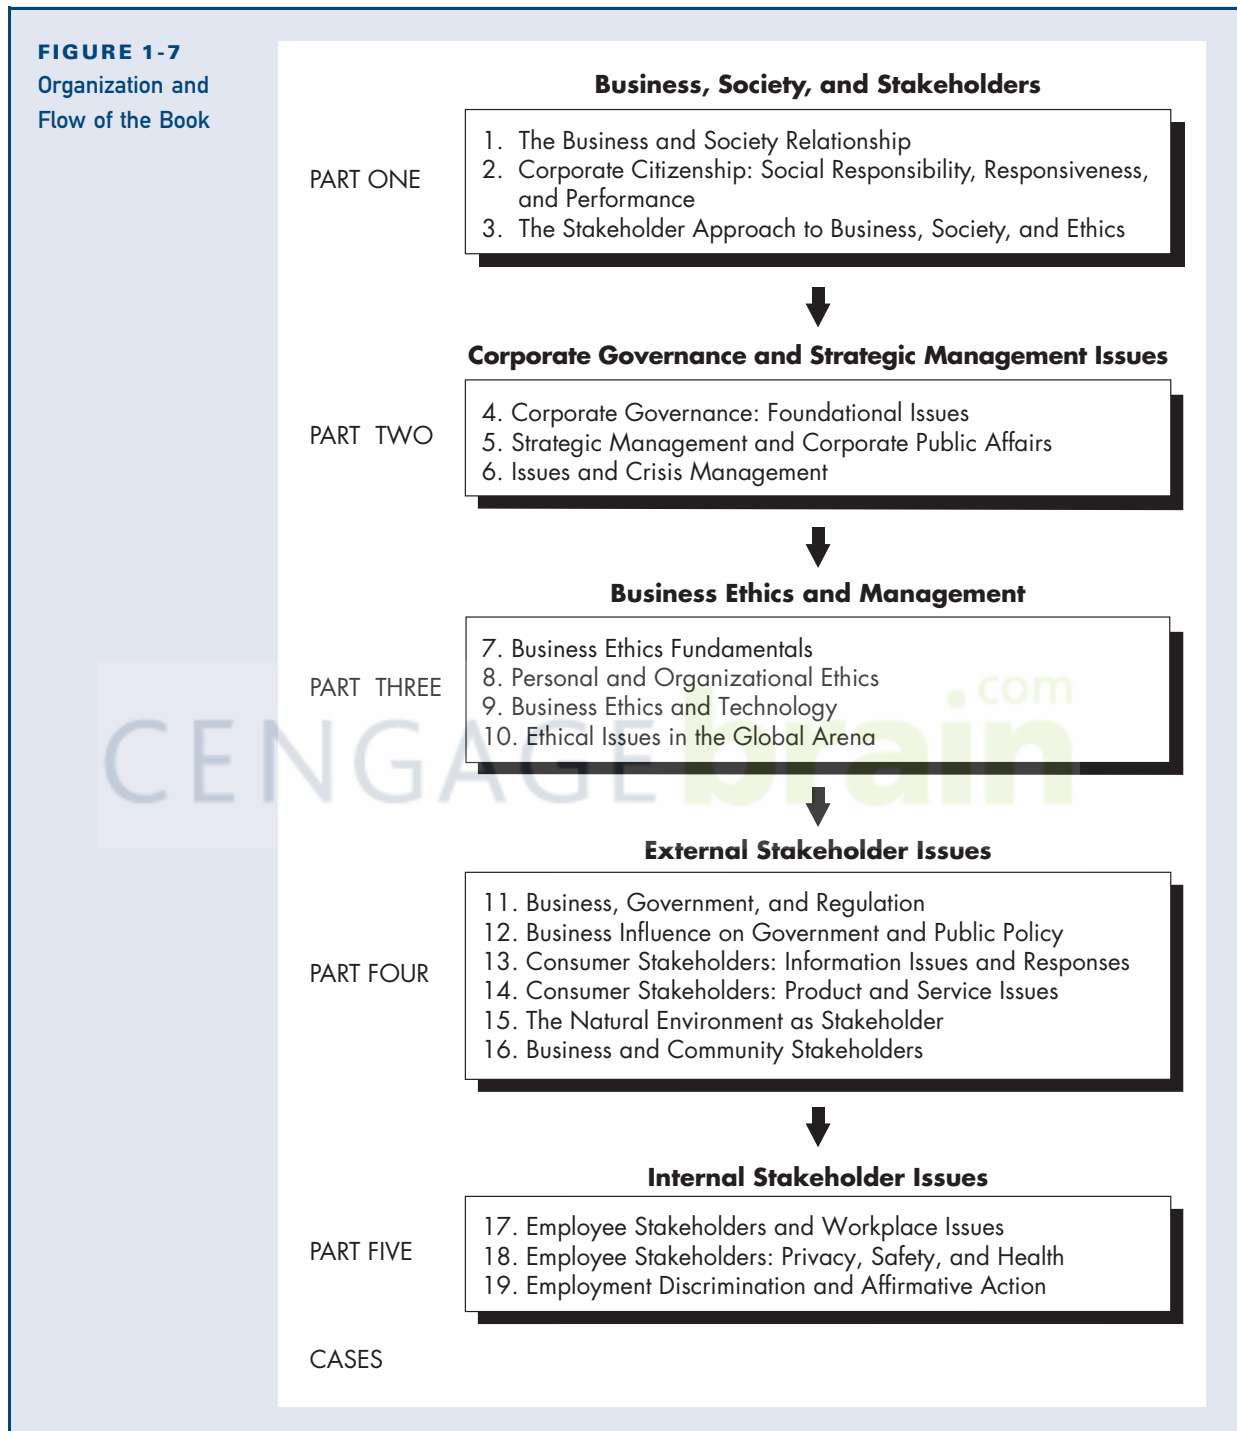 FIGURE 1-7
Organization and
Flow of the Book
Business, Society, and Stakeholders
PART ONE
1. The Business and Society Relationship
2. Corporate Citizenship: Social Responsibility, Responsiveness,
and Performance
3. The Stakeholder Approach to Business, Society, and Ethics
Corporate Governance and Strategic Management Issues
PART TWO
4. Corporate Governance: Foundational Issues
5. Strategic Management and Corporate Public Affairs
6. Issues and Crisis Management
Business Ethics and Management
PART THREE
7. Business Ethics Fundamentals
8. Personal and Organizational Ethics
9. Business Ethics and Technology
10. Ethical Issues in the Global Arena
CENGAGE brain.com
External Stakeholder Issues
PART FOUR
11. Business, Government, and Regulation
12. Business Influence on Government and Public Policy
13. Consumer Stakeholders: Information Issues and Responses
14. Consumer Stakeholders: Product and Service Issues
15. The Natural Environment as Stakeholder
16. Business and Community Stakeholders
Internal Stakeholder Issues
PART FIVE
17. Employee Stakeholders and Workplace Issues
18. Employee Stakeholders: Privacy, Safety, and Health
19. Employment Discrimination and Affirmative Action
CASES